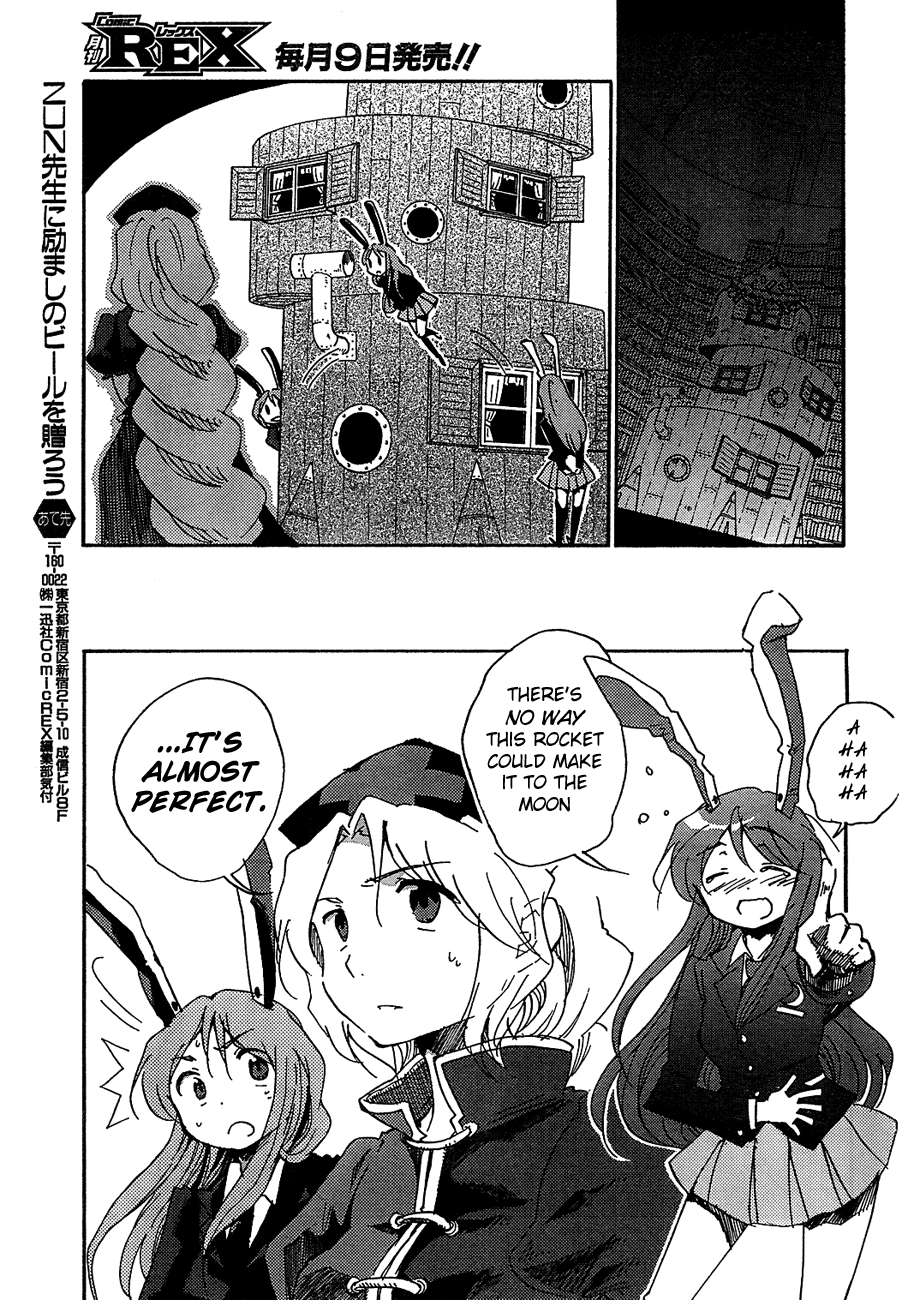 Comic
月刊
REX
レックス
毎月9日発売!!
ZUN先生に励ましのビールを贈ろう
あて先
〒160-0022 東京都新宿区新宿2-5-10 成信ビル8F
㈱一迅社ComicREX編集部気付
A
HA
HA
HA
THERE'S
NO WAY
THIS ROCKET
COULD MAKE
IT TO THE
MOON
...IT'S
ALMOST
PERFECT.